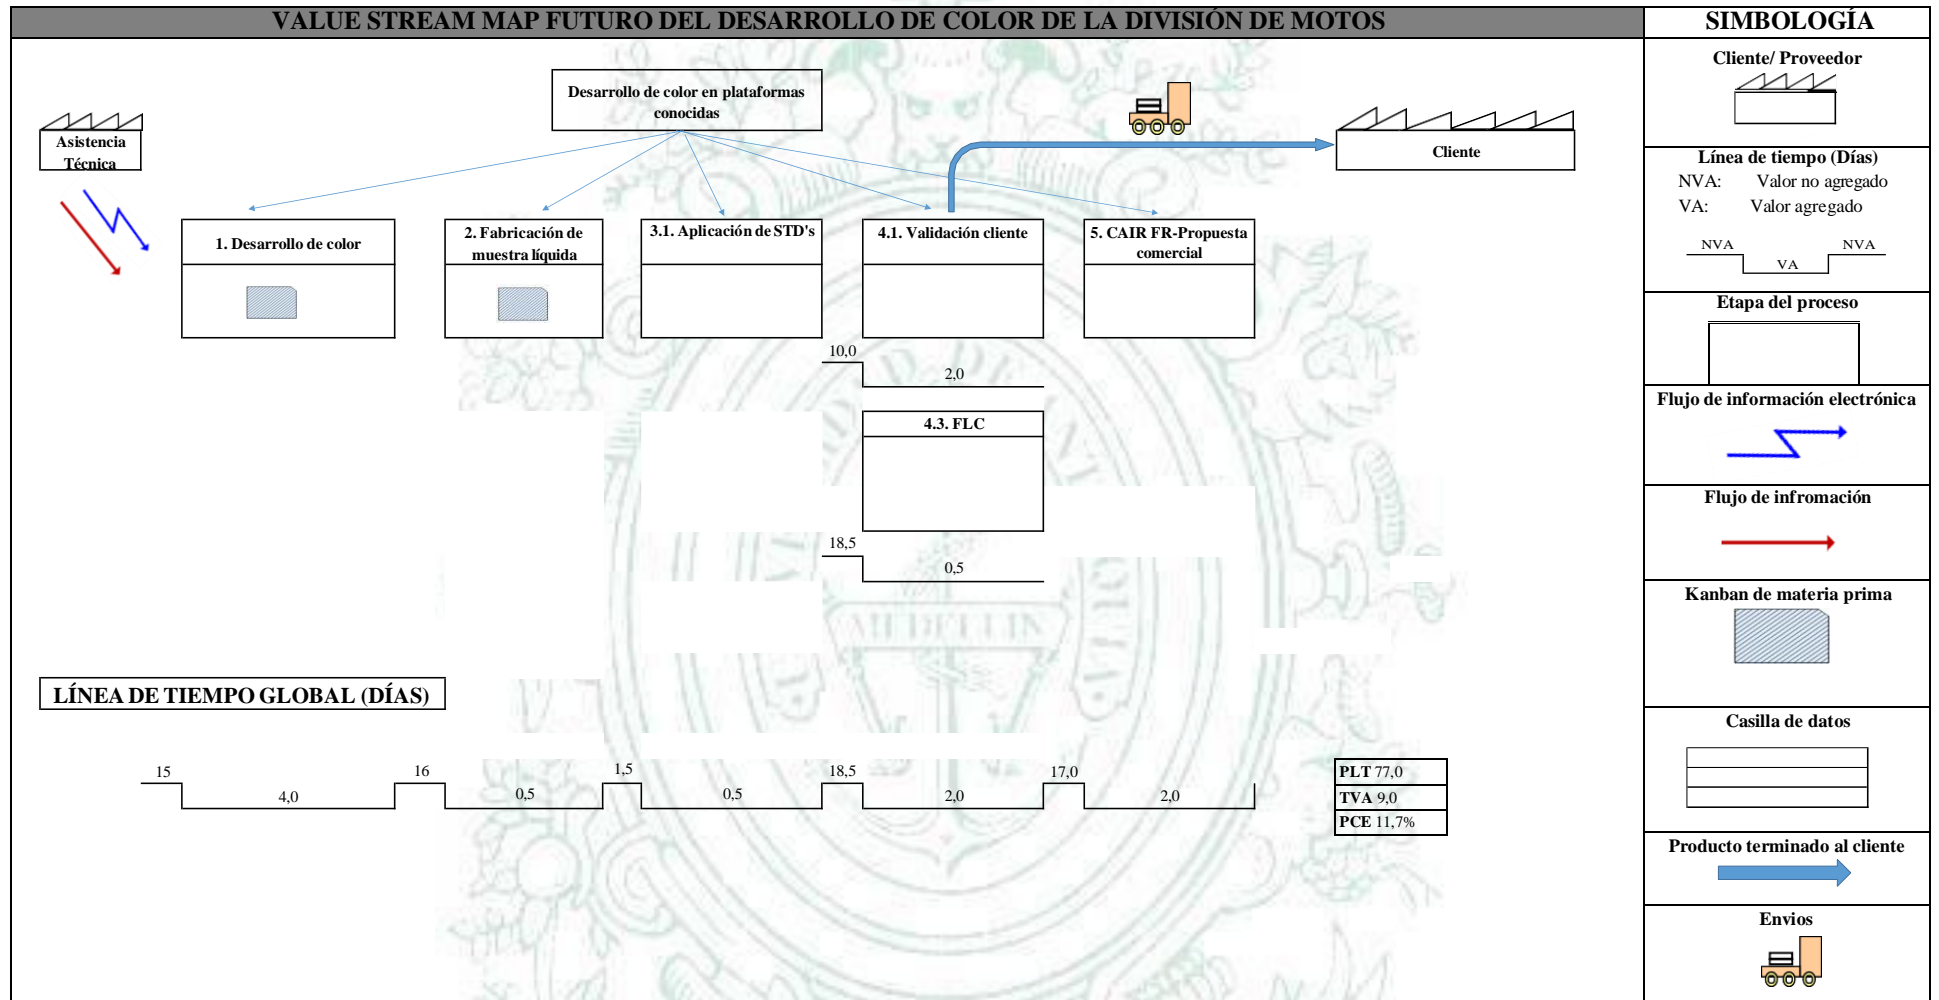 VALUE STREAM MAP FUTURO DEL DESARROLLO DE COLOR DE LA DIVISIÓN DE MOTOS
Desarrollo de color en plataformas
conocidas
Asistencia
Técnica
Cliente
1. Desarrollo de color
2. Fabricación de
muestra líquida
3.1. Aplicación de STD's
4.1. Validación cliente
5. CAIR FR-Propuesta
comercial
10,0
2,0
4.3. FLC
18,5
0,5
MEDELLIN
LÍNEA DE TIEMPO GLOBAL (DÍAS)
15
4,0
16
0,5
1,5
0,5
18,5
2,0
17,0
2,0
PLT 77,0
TVA 9,0
PCE 11,7%
SIMBOLOGÍA
Cliente/ Proveedor
Línea de tiempo (Días)
NVA: Valor no agregado
VA: Valor agregado
NVA
VA
NVA
Etapa del proceso
Flujo de información electrónica
Flujo de infromación
Kanban de materia prima
Casilla de datos
Producto terminado al cliente
Envios